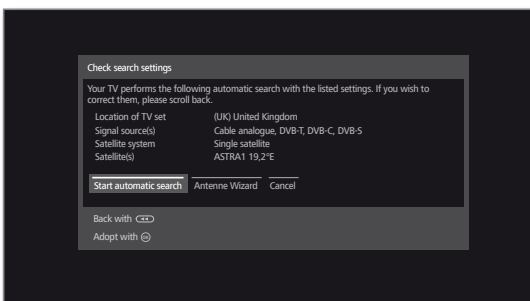 Check search settings
Your TV performs the following automatic search with the listed settings. If you wish to
correct them, please scroll back.
Location of TV set (UK) United Kingdom
Signal source(s) Cable analogue, DVB-T, DVB-C, DVB-S
Satellite system Single satellite
Satellite(s) ASTRA1 19,2°E
Start automatic search Antenne Wizard Cancel
Back with
Adopt with OK